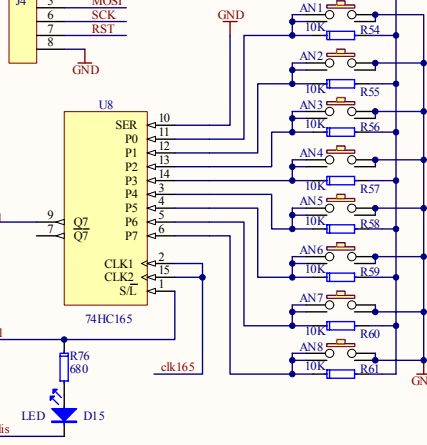 J4
5 MOSI
6 SCK
7 RST
8
GND
GND
U8
SER 10
P0 11
P1 12
P2 13
P3 14
P4 3
P5 4
P6 5
P7 6
9 Q7
7 Q7
CLK1 2
CLK2 15
S/L 1
74HC165
clk165
R76
680
LED D15
AN1
10K R54
AN2
10K R55
AN3
10K R56
AN4
10K R57
AN5
10K R58
AN6
10K R59
AN7
10K R60
AN8
10K R61